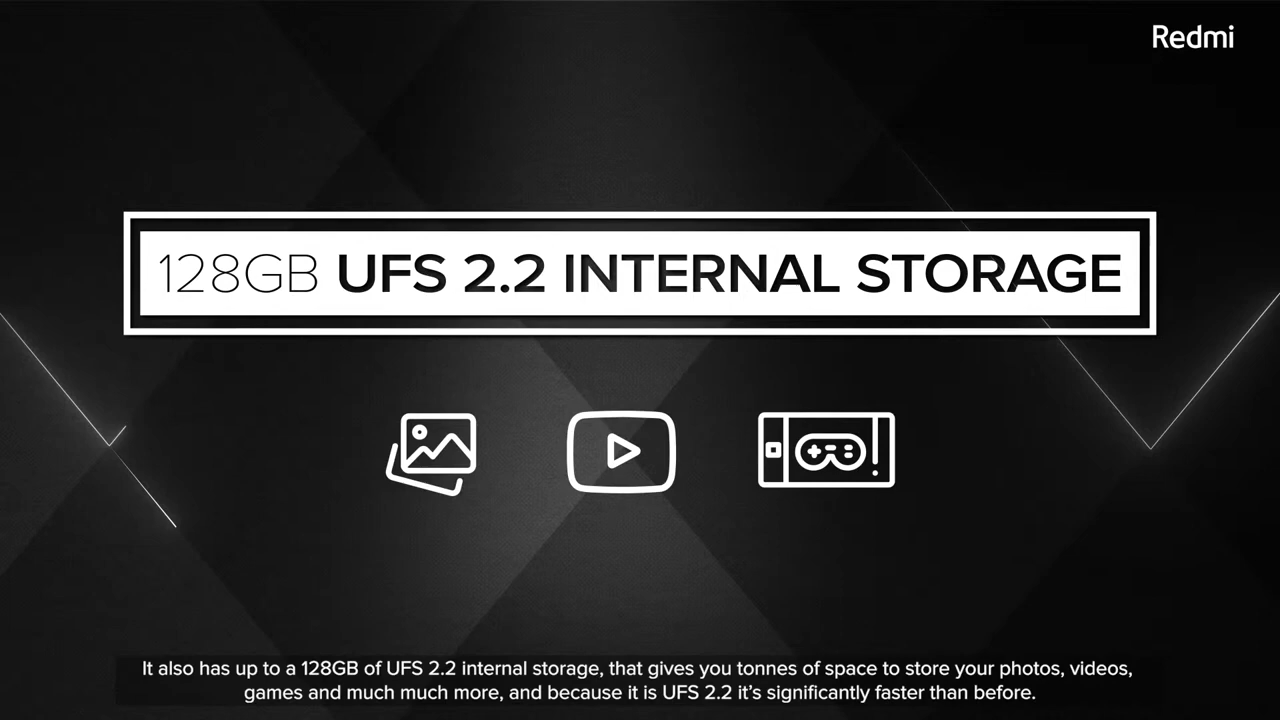 Redmi
128GB UFS 2.2 INTERNAL STORAGE
It also has up to a 128GB of UFS 2.2 internal storage, that gives you tonnes of space to store your photos, videos,
games and much much more, and because it is UFS 2.2 it's significantly faster than before.